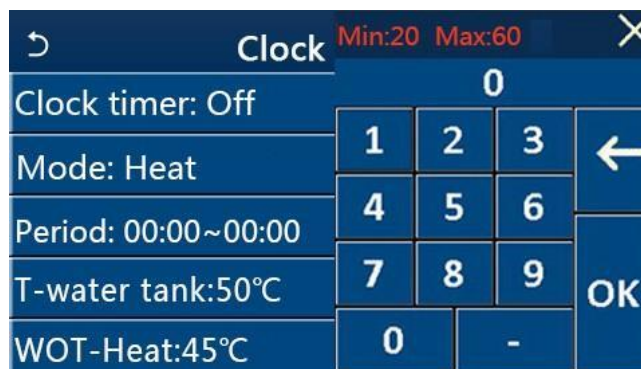 Clock
Clock timer: Off
Mode: Heat
Period: 00:00~00:00
T-water tank:50℃
WOT-Heat:45℃
Min:20 Max:60
0
1 2 3
4 5 6
7 8 9
0 -
OK